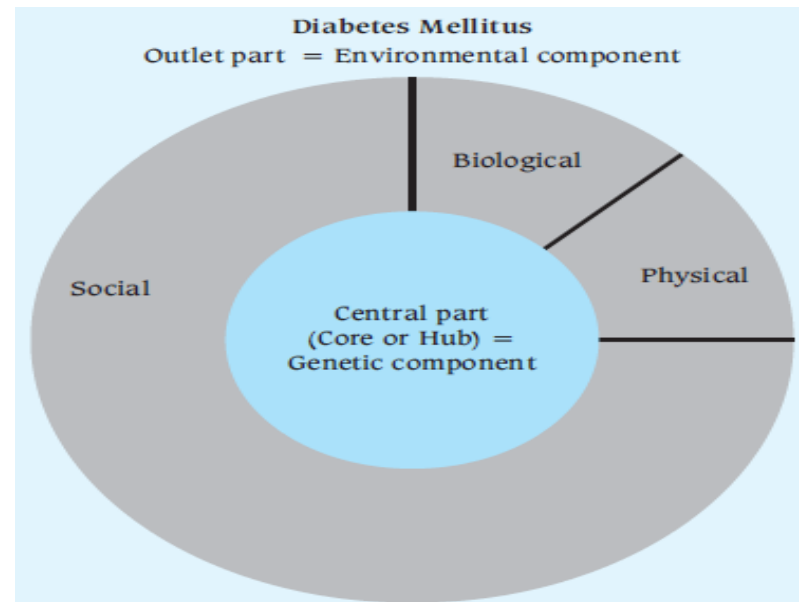 Diabetes Mellitus
Outlet part = Environmental component
Biological
Physical
Social
Central part
(Core or Hub) =
Genetic component